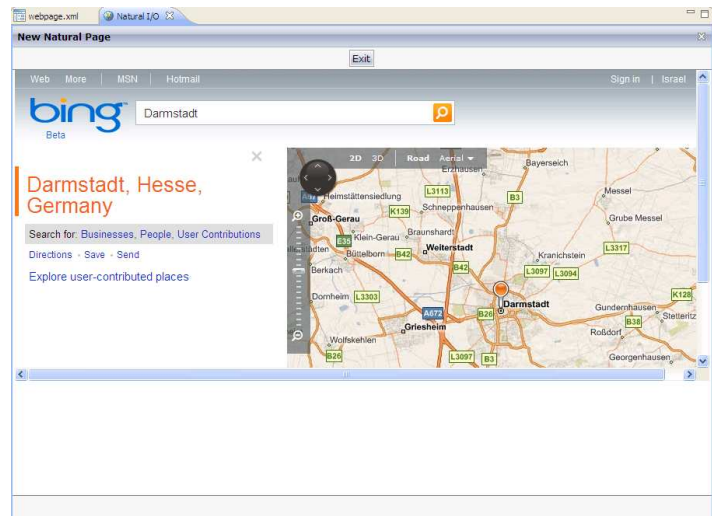 webpage.xml Natural I/O
New Natural Page
Exit
Web More MSN Hotmail Sign in | Israel
bing
Beta
Darmstadt
2D 3D Road Aerial
Darmstadt, Hesse,
Germany
Search for: Businesses, People, User Contributions
Directions - Save - Send
Explore user-contributed places
Erzhausen
Bayerseich
Heimstättensiedlung
L3113
B3
Messel
K139
Schneppenhausen
Groß-Gerau
Grube Messel
E35
Klein-Gerau
Braunshardt
Weiterstadt
L3317
Büttelborn
B42
Kranichstein
Berkach
B42
L3097
L3094
Dornheim
L3303
Darmstadt
K128
A672
B26
Gundernhausen
Stetteritz
Griesheim
B38
Roßdorf
Wolfskehlen
B26
L3097
B3
Georgenhausen